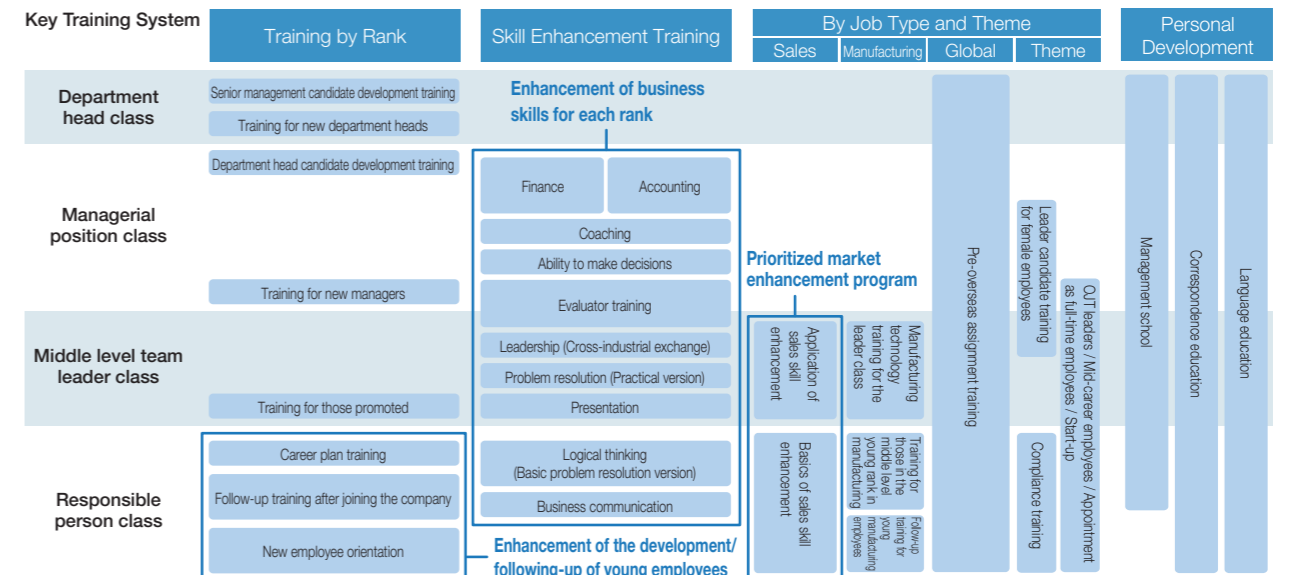 Key Training System
Training by Rank
Skill Enhancement Training
By Job Type and Theme
Sales
Manufacturing
Global
Theme
Personal
Development
Department
head class
Senior management candidate development training
Training for new department heads
Enhancement of business
skills for each rank
Managerial
position class
Department head candidate development training
Training for new managers
Finance
Accounting
Coaching
Ability to make decisions
Evaluator training
Prioritized market
enhancement program
Middle level team
leader class
Training for those promoted
Leadership (Cross-industrial exchange)
Problem resolution (Practical version)
Presentation
Application of
sales skill
enhancement
Manufacturing
technology
training for the
leader class
Responsible
person class
Career plan training
Follow-up training after joining the company
New employee orientation
Logical thinking
(Basic problem resolution version)
Business communication
Enhancement of the development/
following-up of young employees
Basics of sales skill
enhancement
Training for
those in the
middle level
young rank in
manufacturing
Follow-up
training for
young
manufacturing
employees
Pre-overseas assignment training
Leader candidate training
for female employees
Compliance training
OJT leaders / Mid-career employees / Appointment
as full-time employees / Start-up
Management school
Correspondence education
Language education